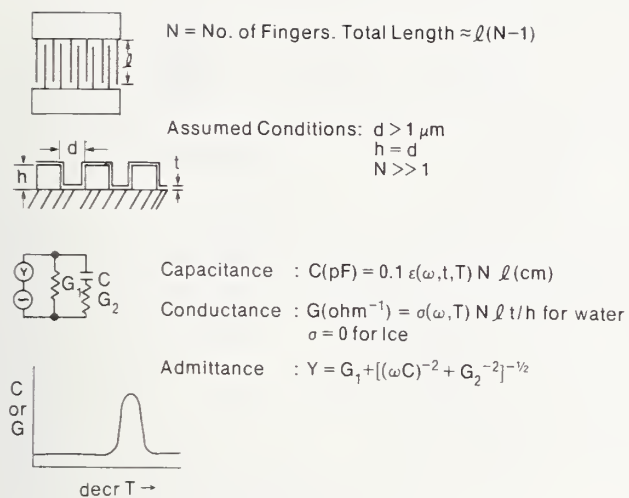 N = No. of Fingers. Total Length ≈ ℓ(N-1)
ℓ
Assumed Conditions: d > 1 μm
h = d
N >> 1
d
t
h
Y
G₁
C
G₂
Capacitance : C(pF) = 0.1 ε(ω,t,T) N ℓ(cm)
Conductance : G(ohm⁻¹) = σ(ω,T) N ℓ t/h for water
σ = 0 for Ice
Admittance : Y = G₁+[(ωC)⁻² + G₂⁻²]⁻½
C
or
G
decr T →